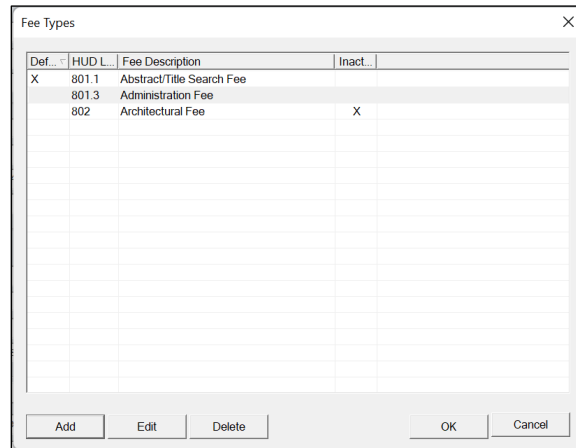 Fee Types
Def... HUD L... Fee Description Inact...
X 801.1 Abstract/Title Search Fee
801.3 Administration Fee
802 Architectural Fee X
Add Edit Delete OK Cancel